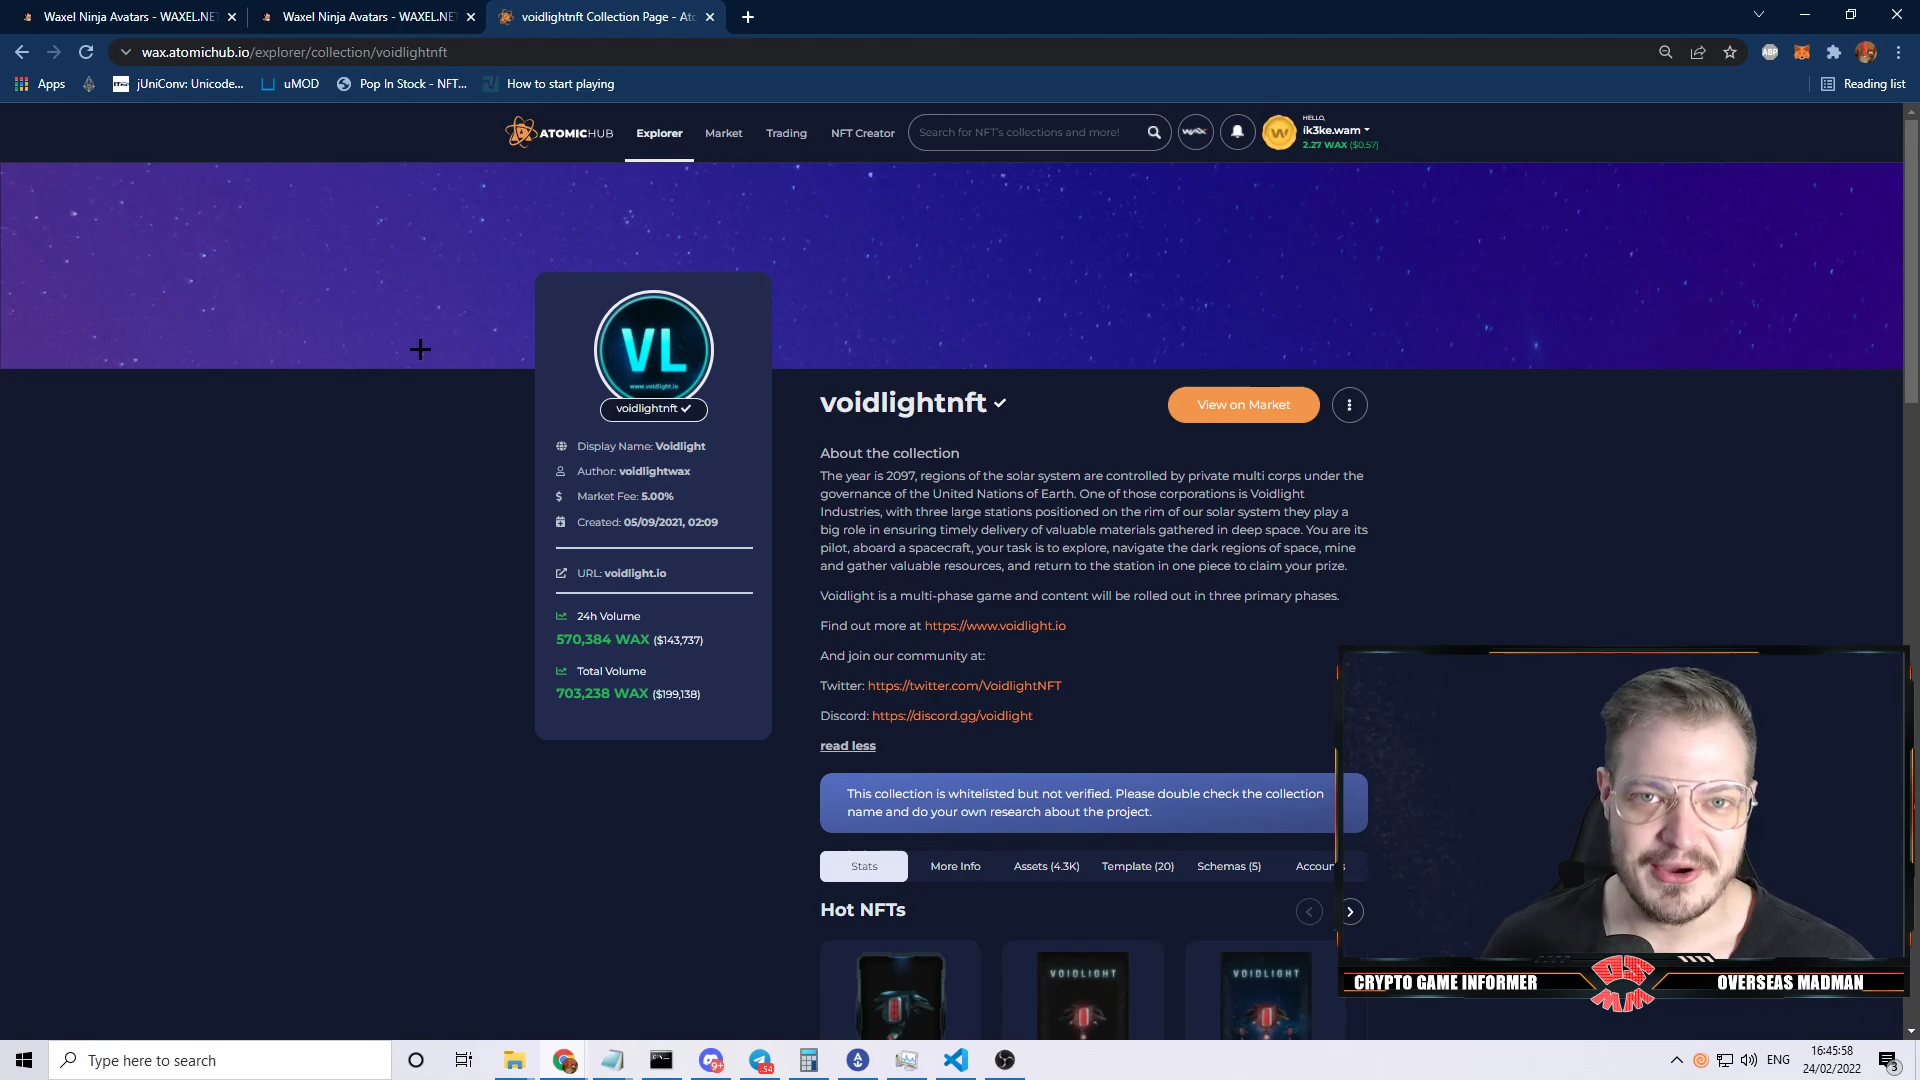 Waxel Ninja Avatars - WAXEL.NE
Waxel Ninja Avatars - WAXEL.NE
voidlightnft Collection Page - Ato
wax.atomichub.io/explorer/collection/voidlightnft
Apps
jUniConv: Unicode...
uMOD
Pop In Stock - NFT...
How to start playing
Reading list
ABP
ATOMICHUB
Explorer
Market
Trading
NFT Creator
Search for NFT's collections and more!
HELLO,
ik3ke.wam
2.27 WAX ($0.57)
VL
www.voidlight.io
voidlightnft
Display Name: Voidlight
Author: voidlightwax
Market Fee: 5.00%
Created: 05/09/2021, 02:09
URL: voidlight.io
24h Volume
570,384 WAX ($143,737)
Total Volume
703,238 WAX ($199,138)
voidlightnft
View on Market
About the collection
The year is 2097, regions of the solar system are controlled by private multi corps under the
governance of the United Nations of Earth. One of those corporations is Voidlight
Industries, with three large stations positioned on the rim of our solar system they play a
big role in ensuring timely delivery of valuable materials gathered in deep space. You are its
pilot, aboard a spacecraft, your task is to explore, navigate the dark regions of space, mine
and gather valuable resources, and return to the station in one piece to claim your prize.
Voidlight is a multi-phase game and content will be rolled out in three primary phases.
Find out more at https://www.voidlight.io
And join our community at:
Twitter: https://twitter.com/VoidlightNFT
Discord: https://discord.gg/voidlight
read less
This collection is whitelisted but not verified. Please double check the collection
name and do your own research about the project.
Stats
More Info
Assets (4.3K)
Template (20)
Schemas (5)
Accounts
Hot NFTs
VOIDLIGHT
VOIDLIGHT
CRYPTO GAME INFORMER
OVERSEAS MADMAN
Type here to search
9+
54
ENG
16:45:58
24/02/2022
3